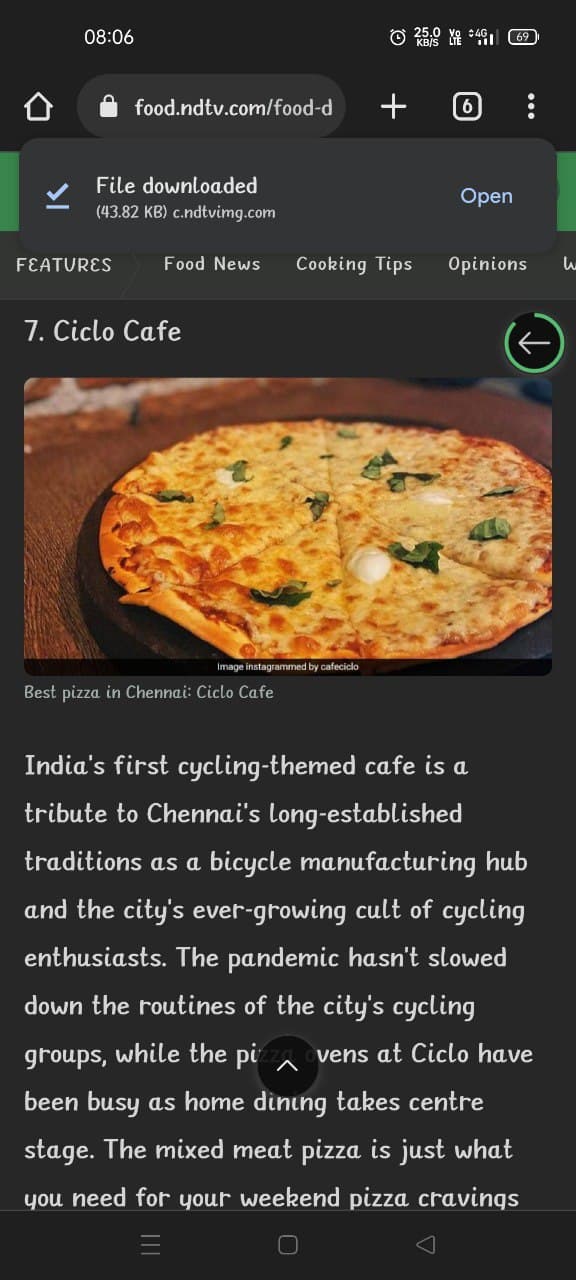 08:06
25.0
KB/S
Vo
LTE
4G
69
food.ndtv.com/food-d
6
File downloaded
(43.82 KB) c.ndtvimg.com
Open
FEATURES
Food News
Cooking Tips
Opinions
7. Ciclo Cafe
Image instagrammed by cafeciclo
Best pizza in Chennai: Ciclo Cafe
India's first cycling-themed cafe is a
tribute to Chennai's long-established
traditions as a bicycle manufacturing hub
and the city's ever-growing cult of cycling
enthusiasts. The pandemic hasn't slowed
down the routines of the city's cycling
groups, while the pizza ovens at Ciclo have
been busy as home dining takes centre
stage. The mixed meat pizza is just what
you need for your weekend pizza cravings